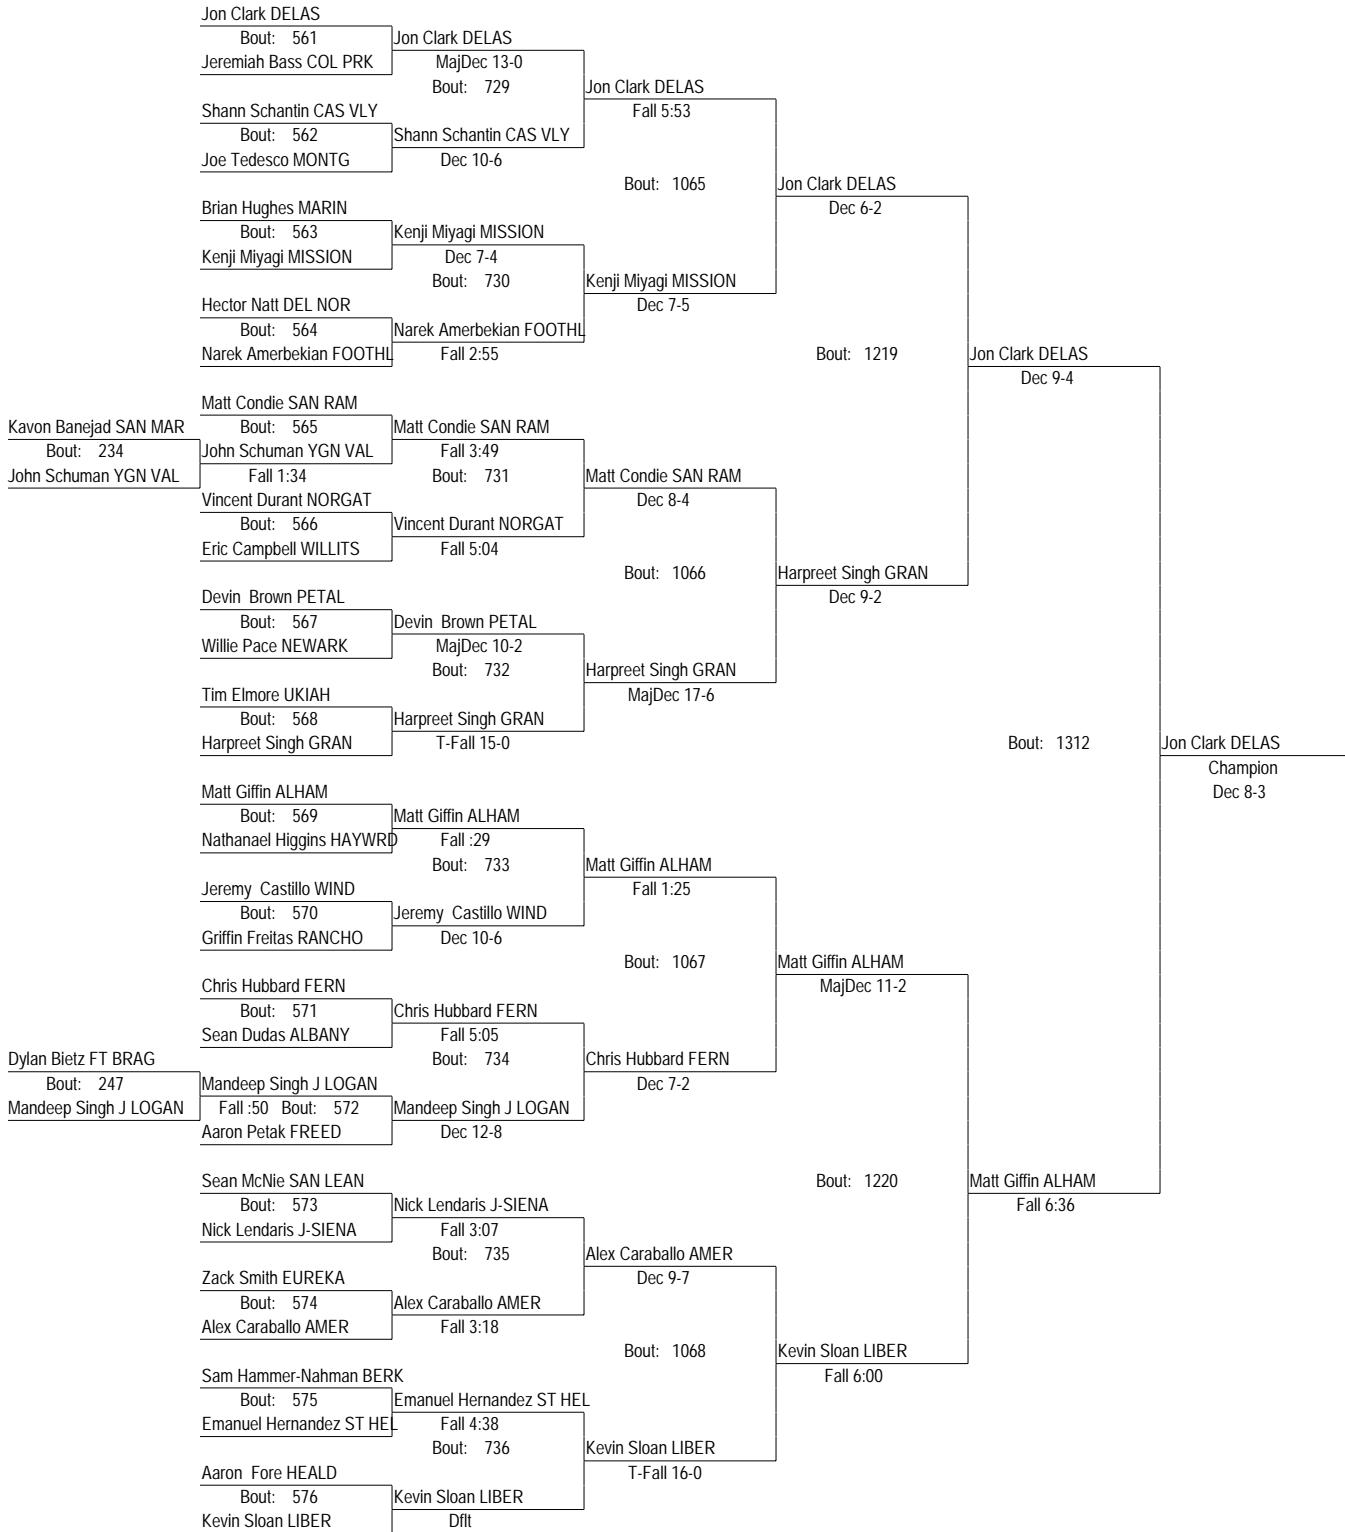 Jon Clark DELAS
Bout: 561
Jon Clark DELAS
Jeremiah Bass COL PRK
MajDec 13-0
Bout: 729
Jon Clark DELAS
Shann Schantin CAS VLY
Fall 5:53
Bout: 562
Shann Schantin CAS VLY
Joe Tedesco MONTG
Dec 10-6
Bout: 1065
Jon Clark DELAS
Brian Hughes MARIN
Dec 6-2
Bout: 563
Kenji Miyagi MISSION
Kenji Miyagi MISSION
Dec 7-4
Bout: 730
Kenji Miyagi MISSION
Hector Natt DEL NOR
Dec 7-5
Bout: 564
Narek Amerbekian FOOTHL
Narek Amerbekian FOOTHL
Fall 2:55
Bout: 1219
Jon Clark DELAS
Dec 9-4
Matt Condie SAN RAM
Kavon Banejad SAN MAR
Bout: 565
Matt Condie SAN RAM
Bout: 234
John Schuman YGN VAL
Fall 3:49
John Schuman YGN VAL
Fall 1:34
Bout: 731
Matt Condie SAN RAM
Vincent Durant NORGAT
Dec 8-4
Bout: 566
Vincent Durant NORGAT
Eric Campbell WILLITS
Fall 5:04
Bout: 1066
Harpreet Singh GRAN
Devin Brown PETAL
Dec 9-2
Bout: 567
Devin Brown PETAL
Willie Pace NEWARK
MajDec 10-2
Bout: 732
Harpreet Singh GRAN
Tim Elmore UKIAH
MajDec 17-6
Bout: 568
Harpreet Singh GRAN
Harpreet Singh GRAN
T-Fall 15-0
Bout: 1312
Jon Clark DELAS
Champion
Matt Giffin ALHAM
Dec 8-3
Bout: 569
Matt Giffin ALHAM
Nathanael Higgins HAYWRD
Fall :29
Bout: 733
Matt Giffin ALHAM
Jeremy Castillo WIND
Fall 1:25
Bout: 570
Jeremy Castillo WIND
Griffin Freitas RANCHO
Dec 10-6
Bout: 1067
Matt Giffin ALHAM
Chris Hubbard FERN
MajDec 11-2
Bout: 571
Chris Hubbard FERN
Sean Dudas ALBANY
Fall 5:05
Dylan Bietz FT BRAG
Bout: 734
Chris Hubbard FERN
Bout: 247
Mandeep Singh J LOGAN
Dec 7-2
Mandeep Singh J LOGAN
Fall :50 Bout: 572
Mandeep Singh J LOGAN
Aaron Petak FREED
Dec 12-8
Sean McNie SAN LEAN
Bout: 1220
Matt Giffin ALHAM
Bout: 573
Nick Lendaris J-SIENA
Fall 6:36
Nick Lendaris J-SIENA
Fall 3:07
Bout: 735
Alex Caraballo AMER
Zack Smith EUREKA
Dec 9-7
Bout: 574
Alex Caraballo AMER
Alex Caraballo AMER
Fall 3:18
Bout: 1068
Kevin Sloan LIBER
Sam Hammer-Nahman BERK
Fall 6:00
Bout: 575
Emanuel Hernandez ST HEL
Emanuel Hernandez ST HEL
Fall 4:38
Bout: 736
Kevin Sloan LIBER
Aaron Fore HEALD
T-Fall 16-0
Bout: 576
Kevin Sloan LIBER
Kevin Sloan LIBER
Dflt